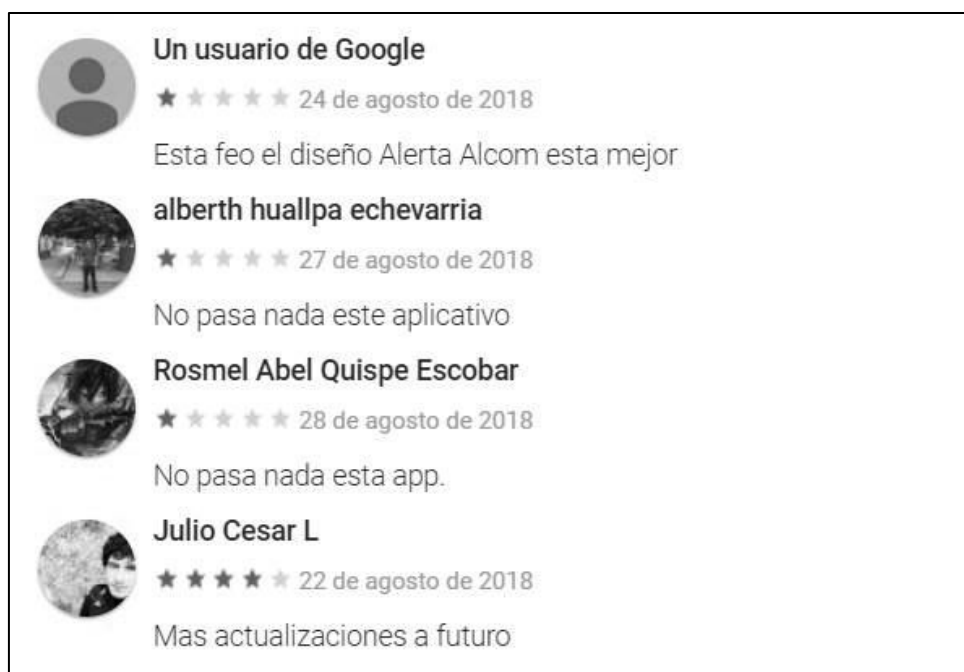 Un usuario de Google
24 de agosto de 2018
Esta feo el diseño Alerta Alcom esta mejor
alberth huallpa echevarria
27 de agosto de 2018
No pasa nada este aplicativo
Rosmel Abel Quispe Escobar
28 de agosto de 2018
No pasa nada esta app.
Julio Cesar L
22 de agosto de 2018
Mas actualizaciones a futuro